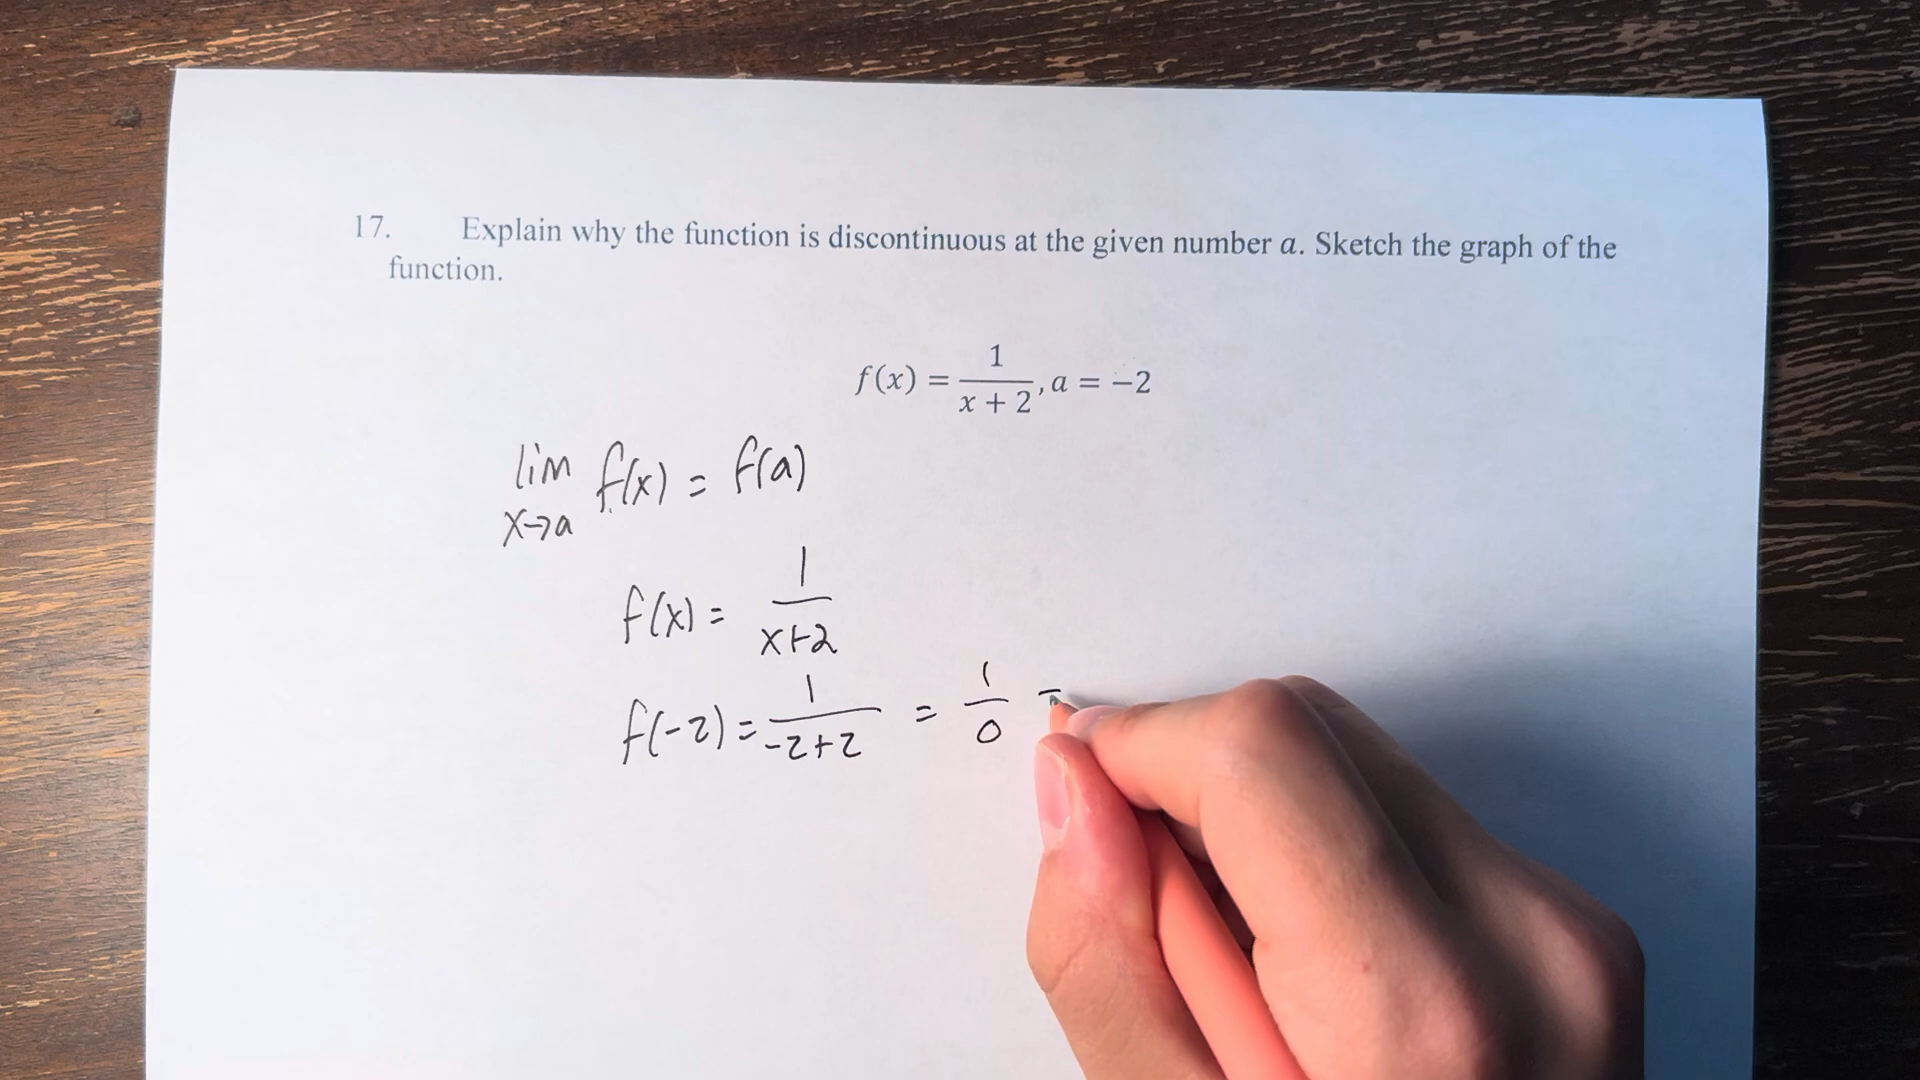 17. Explain why the function is discontinuous at the given number a. Sketch the graph of the
function.
f(x) = 1/(x + 2), a = −2
lim x→a f(x) = f(a)
f(x) = 1/(x+2)
f(-2) = 1/(-2+2) = 1/0